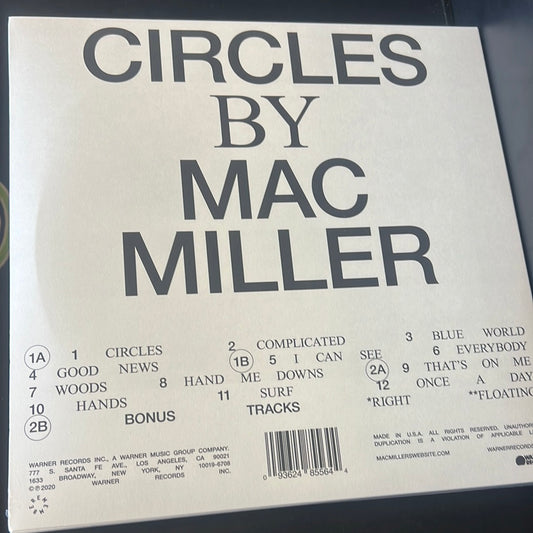 CIRCLES
BY
MAC
MILLER
1A 1 CIRCLES 2 COMPLICATED 3 BLUE WORLD
4 GOOD NEWS 1B 5 I CAN SEE 6 EVERYBODY
7 WOODS 8 HAND ME DOWNS 2A 9 THAT'S ON ME
10 HANDS 11 SURF 12 ONCE A DAY
2B BONUS TRACKS *RIGHT **FLOATING
WARNER RECORDS INC., A WARNER MUSIC GROUP COMPANY.
777 S. SANTA FE AVE., LOS ANGELES, CA 90021
1633 BROADWAY, NEW YORK, NY 10019-6708
©℗2020 WARNER RECORDS INC.
0 93624 85564 4
MADE IN U.S.A. ALL RIGHTS RESERVED. UNAUTHOR
DUPLICATION IS A VIOLATION OF APPLICABLE L
MACMILLERSWEBSITE.COM WARNERRECORD